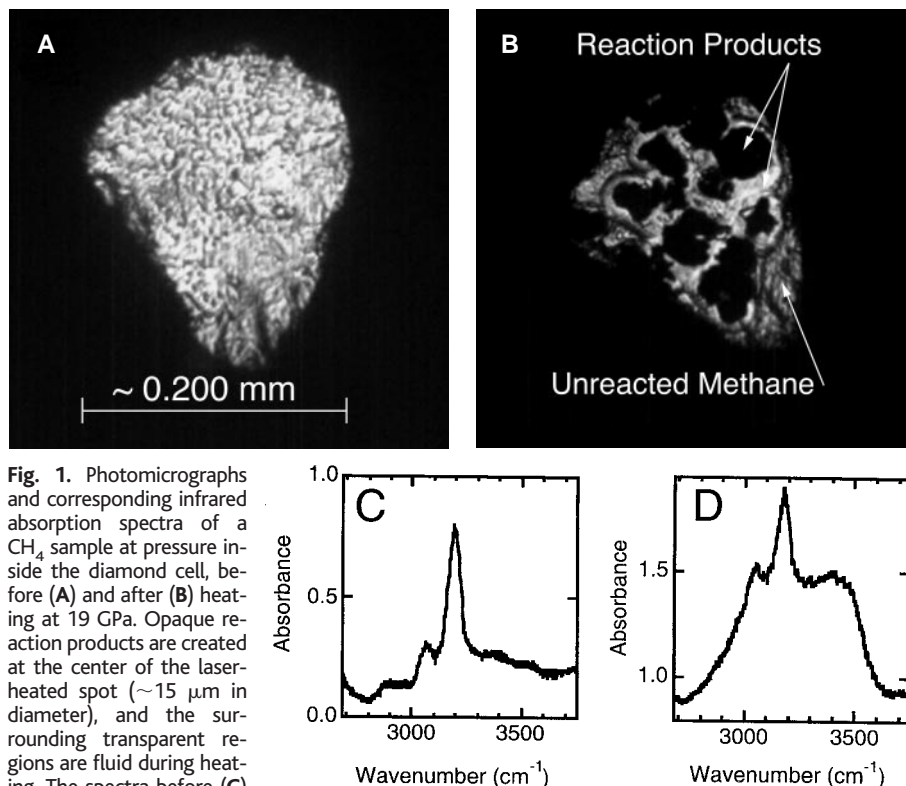 A
B
Reaction Products
~ 0.200 mm
Unreacted Methane
Fig. 1. Photomicrographs
and corresponding infrared
absorption spectra of a
CH₄ sample at pressure in-
side the diamond cell, be-
fore (A) and after (B) heat-
ing at 19 GPa. Opaque re-
action products are created
at the center of the laser-
heated spot (~15 μm in
diameter), and the sur-
rounding transparent re-
gions are fluid during heat-
ing. The spectra before (C)
C
1.0
0.5
0.0
Absorbance
3000
3500
Wavenumber (cm⁻¹)
D
1.5
1.0
Absorbance
3000
3500
Wavenumber (cm⁻¹)